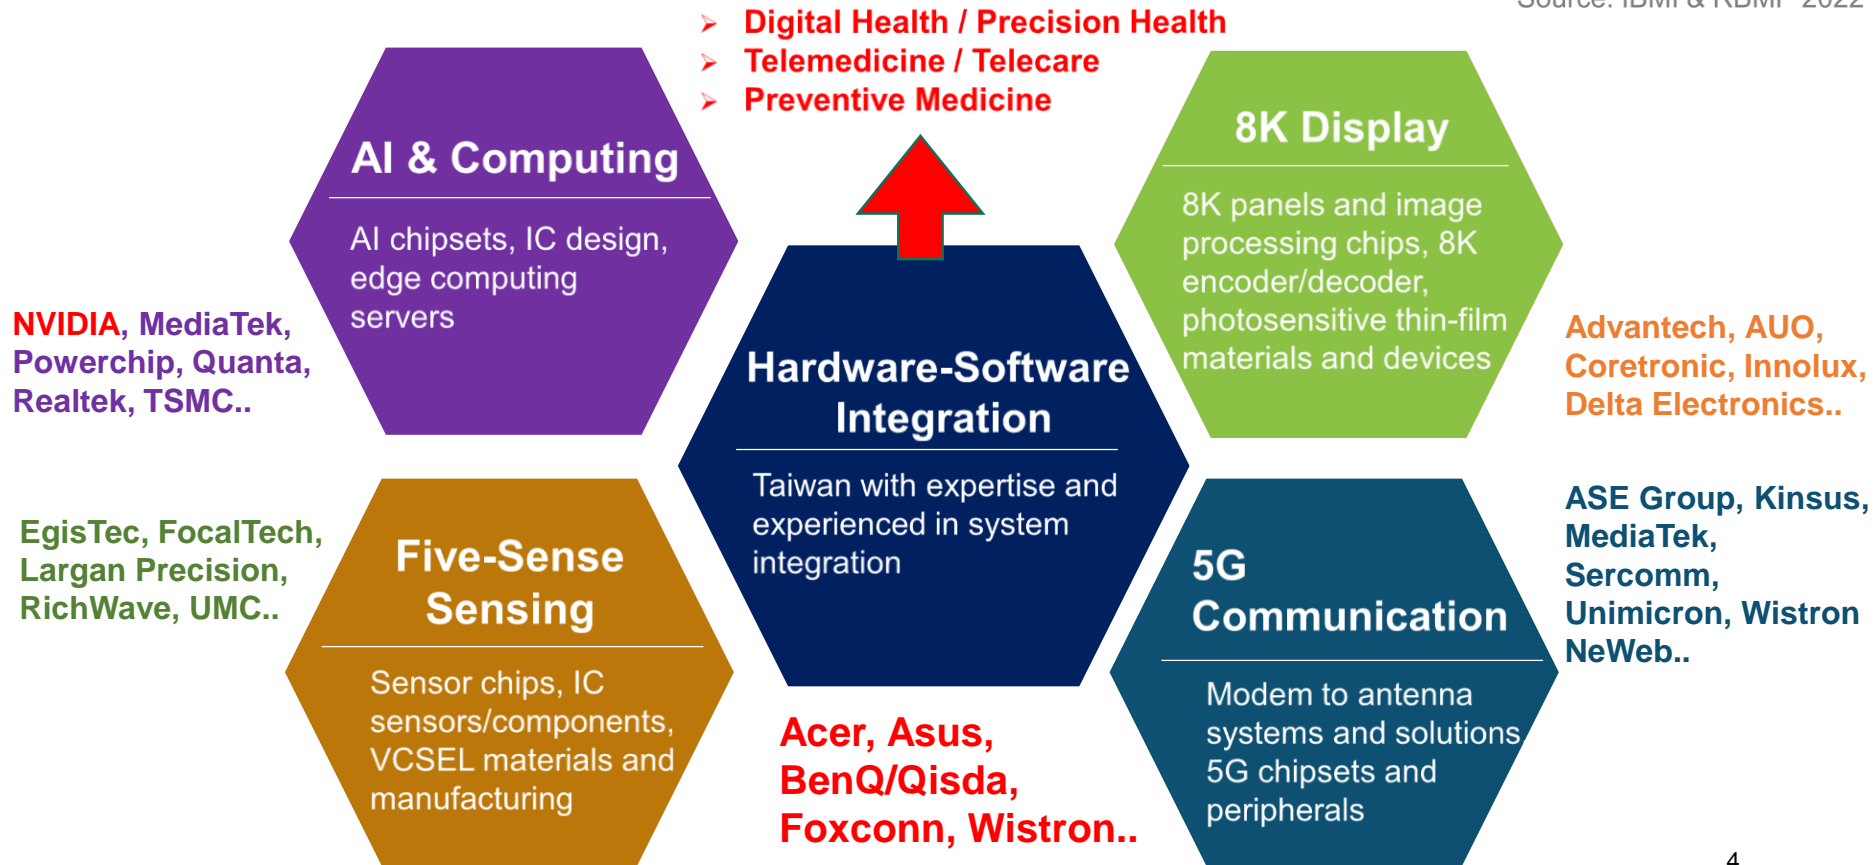 Source: IBMI & RBMP 2022
➢ Digital Health / Precision Health
➢ Telemedicine / Telecare
➢ Preventive Medicine
AI & Computing
AI chipsets, IC design,
edge computing
servers
NVIDIA, MediaTek,
Powerchip, Quanta,
Realtek, TSMC..
8K Display
8K panels and image
processing chips, 8K
encoder/decoder,
photosensitive thin-film
materials and devices
Advantech, AUO,
Coretronic, Innolux,
Delta Electronics..
Hardware-Software
Integration
Taiwan with expertise and
experienced in system
integration
Acer, Asus,
BenQ/Qisda,
Foxconn, Wistron..
EgisTec, FocalTech,
Largan Precision,
RichWave, UMC..
Five-Sense
Sensing
Sensor chips, IC
sensors/components,
VCSEL materials and
manufacturing
5G
Communication
Modem to antenna
systems and solutions
5G chipsets and
peripherals
ASE Group, Kinsus,
MediaTek,
Sercomm,
Unimicron, Wistron
NeWeb..
4